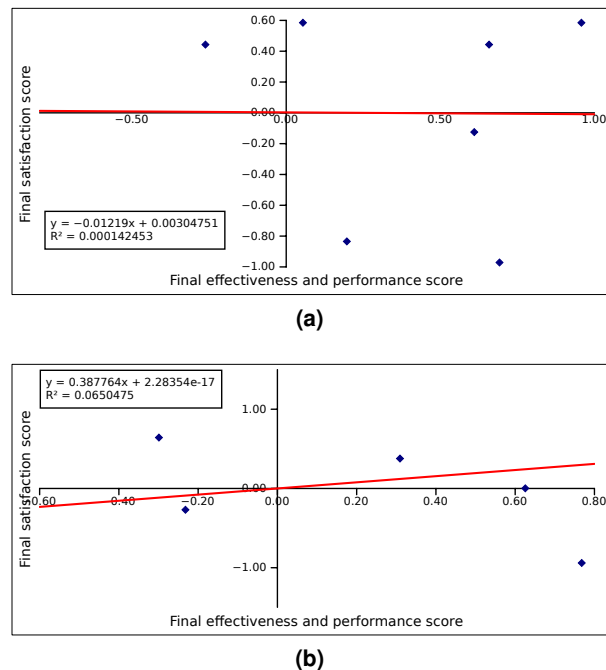 0.60
0.40
0.20
0.00
−0.50
0.00
0.50
1.00
−0.20
−0.40
−0.60
−0.80
−1.00
Final satisfaction score
y = −0.01219x + 0.00304751
R² = 0.000142453
Final effectiveness and performance score
(a)
y = 0.387764x + 2.28354e-17
R² = 0.0650475
1.00
0.00
−0.60
−0.40
−0.20
0.00
0.20
0.40
0.60
0.80
−1.00
Final satisfaction score
Final effectiveness and performance score
(b)